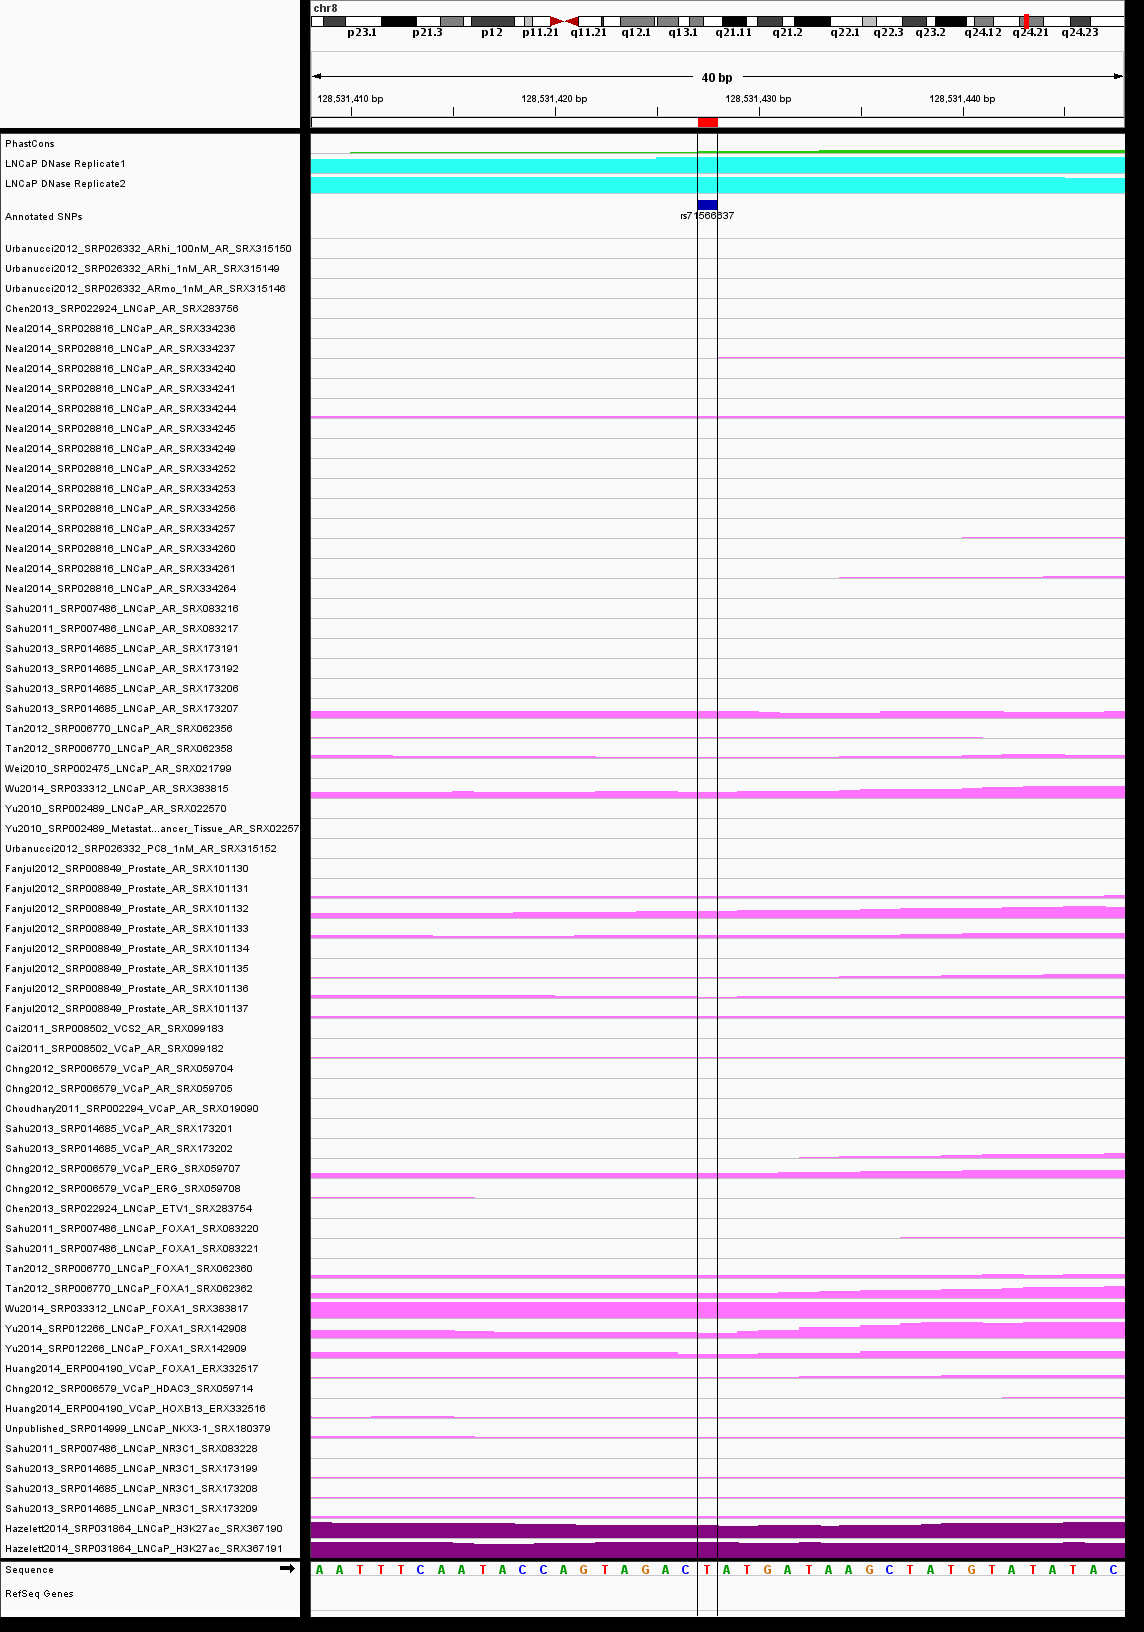 chr8
p23.1 p21.3 p12 p11.21 q11.21 q12.1 q13.1 q21.11 q21.2 q22.1 q22.3 q23.2 q24.12 q24.21 q24.23
40 bp
128,531,410 bp 128,531,420 bp 128,531,430 bp 128,531,440 bp
PhastCons
LNCaP DNase Replicate1
LNCaP DNase Replicate2
Annotated SNPs
rs71566637
Urbanucci2012_SRP026332_ARhi_100nM_AR_SRX315150
Urbanucci2012_SRP026332_ARhi_1nM_AR_SRX315149
Urbanucci2012_SRP026332_ARmo_1nM_AR_SRX315146
Chen2013_SRP022924_LNCaP_AR_SRX283756
Neal2014_SRP028816_LNCaP_AR_SRX334236
Neal2014_SRP028816_LNCaP_AR_SRX334237
Neal2014_SRP028816_LNCaP_AR_SRX334240
Neal2014_SRP028816_LNCaP_AR_SRX334241
Neal2014_SRP028816_LNCaP_AR_SRX334244
Neal2014_SRP028816_LNCaP_AR_SRX334245
Neal2014_SRP028816_LNCaP_AR_SRX334249
Neal2014_SRP028816_LNCaP_AR_SRX334252
Neal2014_SRP028816_LNCaP_AR_SRX334253
Neal2014_SRP028816_LNCaP_AR_SRX334256
Neal2014_SRP028816_LNCaP_AR_SRX334257
Neal2014_SRP028816_LNCaP_AR_SRX334260
Neal2014_SRP028816_LNCaP_AR_SRX334261
Neal2014_SRP028816_LNCaP_AR_SRX334264
Sahu2011_SRP007486_LNCaP_AR_SRX083216
Sahu2011_SRP007486_LNCaP_AR_SRX083217
Sahu2013_SRP014685_LNCaP_AR_SRX173191
Sahu2013_SRP014685_LNCaP_AR_SRX173192
Sahu2013_SRP014685_LNCaP_AR_SRX173206
Sahu2013_SRP014685_LNCaP_AR_SRX173207
Tan2012_SRP006770_LNCaP_AR_SRX062356
Tan2012_SRP006770_LNCaP_AR_SRX062358
Wei2010_SRP002475_LNCaP_AR_SRX021799
Wu2014_SRP033312_LNCaP_AR_SRX383815
Yu2010_SRP002489_LNCaP_AR_SRX022570
Yu2010_SRP002489_Metastat...ancer_Tissue_AR_SRX02257
Urbanucci2012_SRP026332_PC8_1nM_AR_SRX315152
Fanjul2012_SRP008849_Prostate_AR_SRX101130
Fanjul2012_SRP008849_Prostate_AR_SRX101131
Fanjul2012_SRP008849_Prostate_AR_SRX101132
Fanjul2012_SRP008849_Prostate_AR_SRX101133
Fanjul2012_SRP008849_Prostate_AR_SRX101134
Fanjul2012_SRP008849_Prostate_AR_SRX101135
Fanjul2012_SRP008849_Prostate_AR_SRX101136
Fanjul2012_SRP008849_Prostate_AR_SRX101137
Cai2011_SRP008502_VCS2_AR_SRX099183
Cai2011_SRP008502_VCaP_AR_SRX099182
Chng2012_SRP006579_VCaP_AR_SRX059704
Chng2012_SRP006579_VCaP_AR_SRX059705
Choudhary2011_SRP002294_VCaP_AR_SRX019090
Sahu2013_SRP014685_VCaP_AR_SRX173201
Sahu2013_SRP014685_VCaP_AR_SRX173202
Chng2012_SRP006579_VCaP_ERG_SRX059707
Chng2012_SRP006579_VCaP_ERG_SRX059708
Chen2013_SRP022924_LNCaP_ETV1_SRX283754
Sahu2011_SRP007486_LNCaP_FOXA1_SRX083220
Sahu2011_SRP007486_LNCaP_FOXA1_SRX083221
Tan2012_SRP006770_LNCaP_FOXA1_SRX062360
Tan2012_SRP006770_LNCaP_FOXA1_SRX062362
Wu2014_SRP033312_LNCaP_FOXA1_SRX383817
Yu2014_SRP012266_LNCaP_FOXA1_SRX142908
Yu2014_SRP012266_LNCaP_FOXA1_SRX142909
Huang2014_ERP004190_VCaP_FOXA1_ERX332517
Chng2012_SRP006579_VCaP_HDAC3_SRX059714
Huang2014_ERP004190_VCaP_HOXB13_ERX332516
Unpublished_SRP014999_LNCaP_NKX3-1_SRX180379
Sahu2011_SRP007486_LNCaP_NR3C1_SRX083228
Sahu2013_SRP014685_LNCaP_NR3C1_SRX173199
Sahu2013_SRP014685_LNCaP_NR3C1_SRX173208
Sahu2013_SRP014685_LNCaP_NR3C1_SRX173209
Hazelett2014_SRP031864_LNCaP_H3K27ac_SRX367190
Hazelett2014_SRP031864_LNCaP_H3K27ac_SRX367191
Sequence A A T T T C A A T A C C A G T A G A C T A T G A T A A G C T A T G T A T A T A C
RefSeq Genes